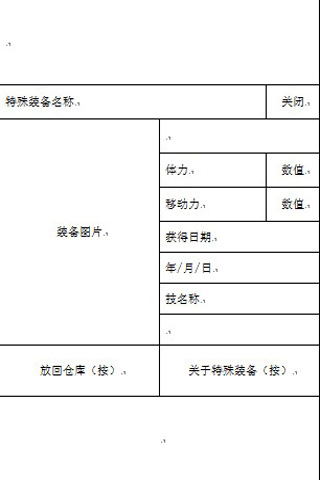 特殊装备名称
关闭
体力
数值
移动力
数值
装备图片
获得日期
年/月/日
技名称
放回仓库（按）
关于特殊装备（按）